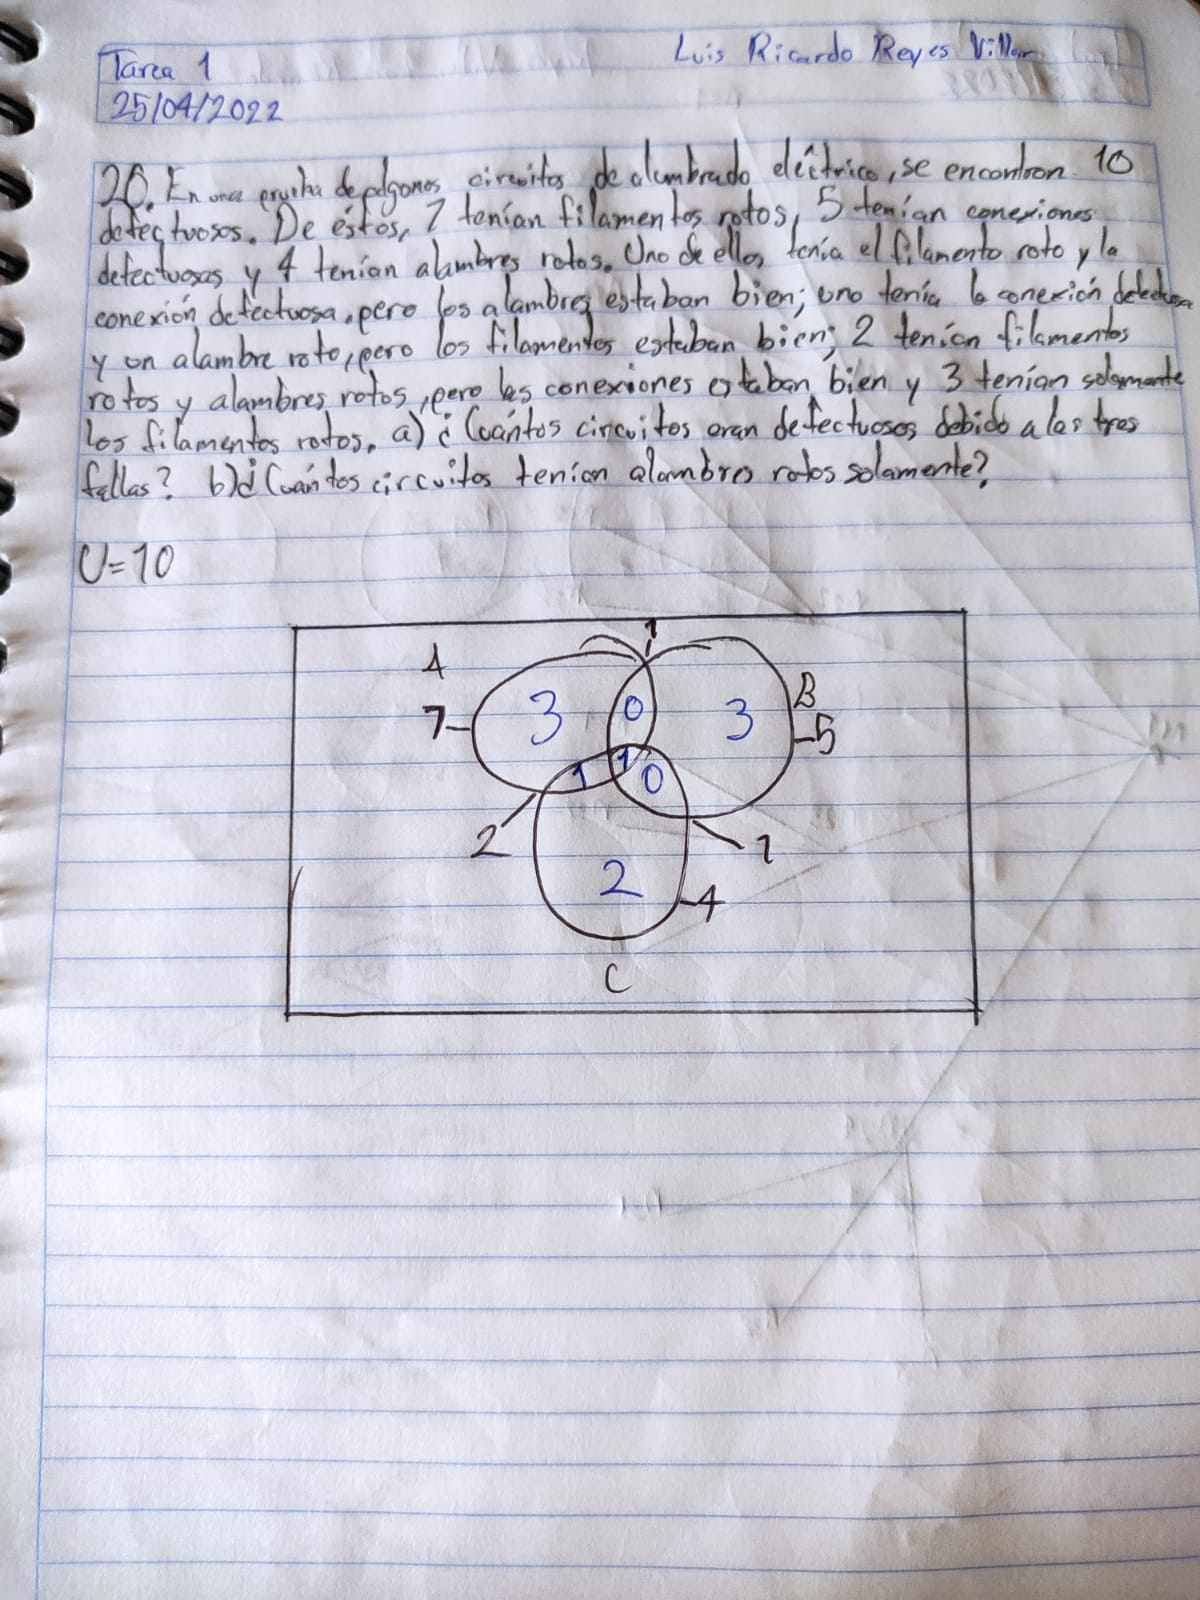 Tarea 1
Luis Ricardo Reyes Villar
25/04/2022
20. En una prueba de algunos circuitos de alumbrado eléctrico, se encontron 10
defectuosos. De éstos, 7 tenían filamentos rotos, 5 tenían conexiones
defectuosas y 4 tenían alambres rotos. Uno de ellos tenía el filamento roto y la
conexión defectuosa, pero los alambres estaban bien; uno tenía la conexión defectuosa
y un alambre roto, pero los filamentos estaban bien; 2 tenían filamentos
rotos y alambres rotos, pero las conexiones estaban bien y 3 tenían solamente
los filamentos rotos. a) ¿Cuántos circuitos eran defectuosos debido a las tres
fallas? b) ¿Cuántos circuitos tenían alambres rotos solamente?
U=10
1
A
B
7
3
0
3
5
1
1
0
2
1
2
4
C